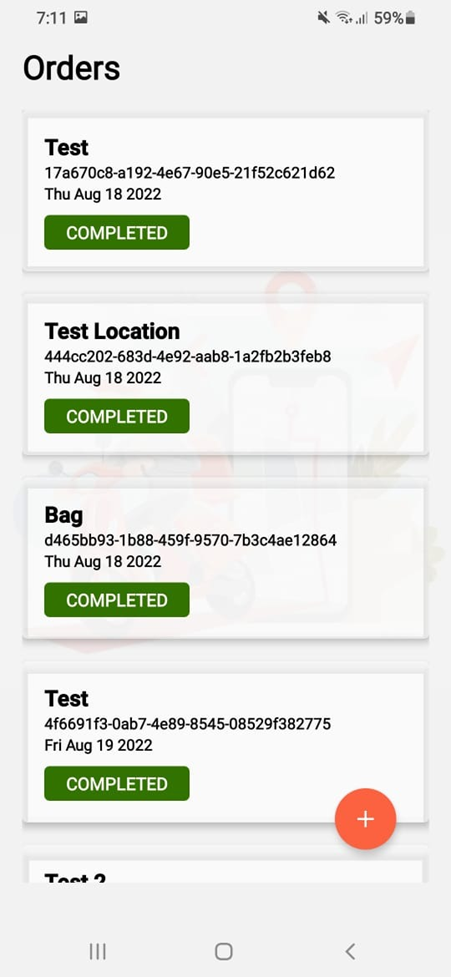 7:11 59%
Orders
Test
17a670c8-a192-4e67-90e5-21f52c621d62
Thu Aug 18 2022
COMPLETED
Test Location
444cc202-683d-4e92-aab8-1a2fb2b3feb8
Thu Aug 18 2022
COMPLETED
Bag
d465bb93-1b88-459f-9570-7b3c4ae12864
Thu Aug 18 2022
COMPLETED
Test
4f6691f3-0ab7-4e89-8545-08529f382775
Fri Aug 19 2022
COMPLETED
+
Test 2